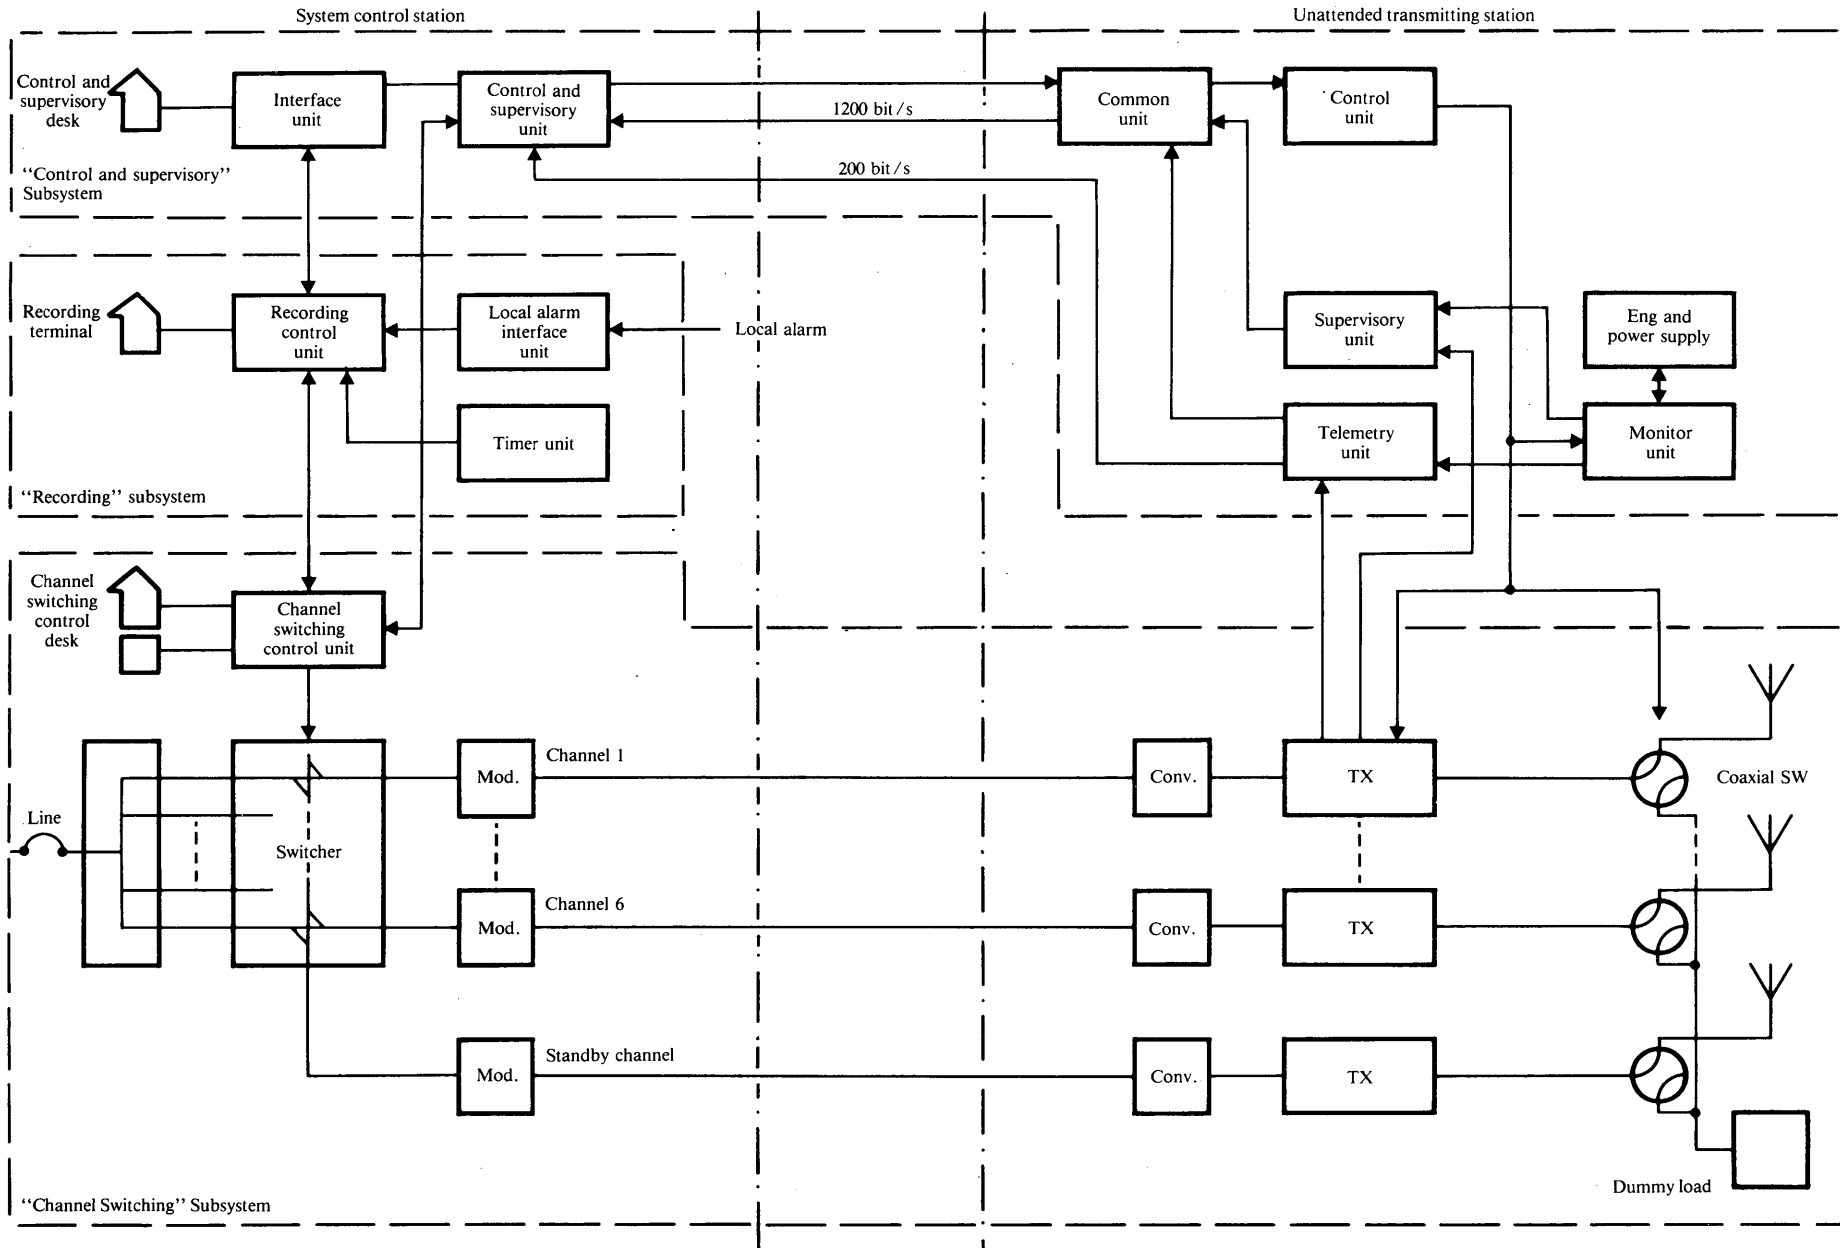 System control station
Unattended transmitting station
Control and
supervisory
desk
Interface
unit
Control and
supervisory
unit
1200 bit/s
200 bit/s
Common
unit
Control
unit
“Control and supervisory”
Subsystem
Recording
terminal
Recording
control
unit
Local alarm
interface
unit
Local alarm
Supervisory
unit
Eng and
power supply
Timer unit
Telemetry
unit
Monitor
unit
“Recording” subsystem
Channel
switching
control
desk
Channel
switching
control unit
Line
Switcher
Mod.
Channel 1
Conv.
TX
Coaxial SW
Mod.
Channel 6
Conv.
TX
Mod.
Standby channel
Conv.
TX
Dummy load
“Channel Switching” Subsystem